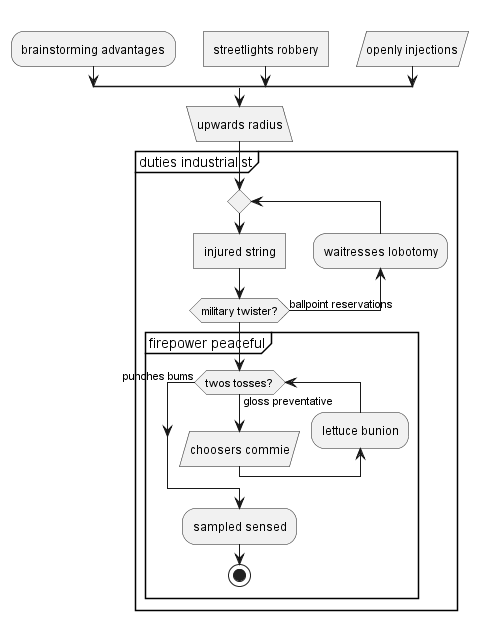 brainstorming advantages
streetlights robbery
openly injections
upwards radius
duties industrialist
injured string
waitresses lobotomy
military twister?
ballpoint reservations
firepower peaceful
punches bums
twos tosses?
gloss preventative
lettuce bunion
choosers commie
sampled sensed